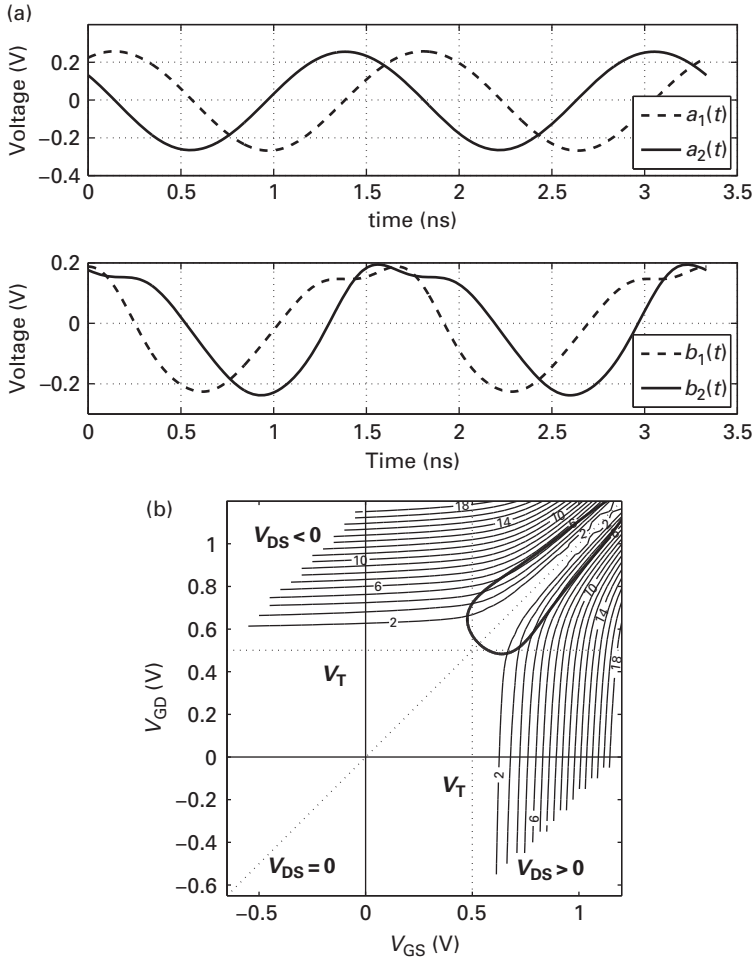 (a)
Voltage (V)
0.2
0
−0.2
−0.4
0 0.5 1 1.5 2 2.5 3 3.5
time (ns)
a1(t)
a2(t)
Voltage (V)
0.2
0
−0.2
0 0.5 1 1.5 2 2.5 3 3.5
Time (ns)
b1(t)
b2(t)
(b)
VGD (V)
1
0.8
0.6
0.4
0.2
0
−0.2
−0.4
−0.6
−0.5 0 0.5 1
VGS (V)
VDS < 0
18
14
10
6
2
10
6
2
2
6
10
14
18
2
6
VT
VT
VDS = 0
VDS > 0